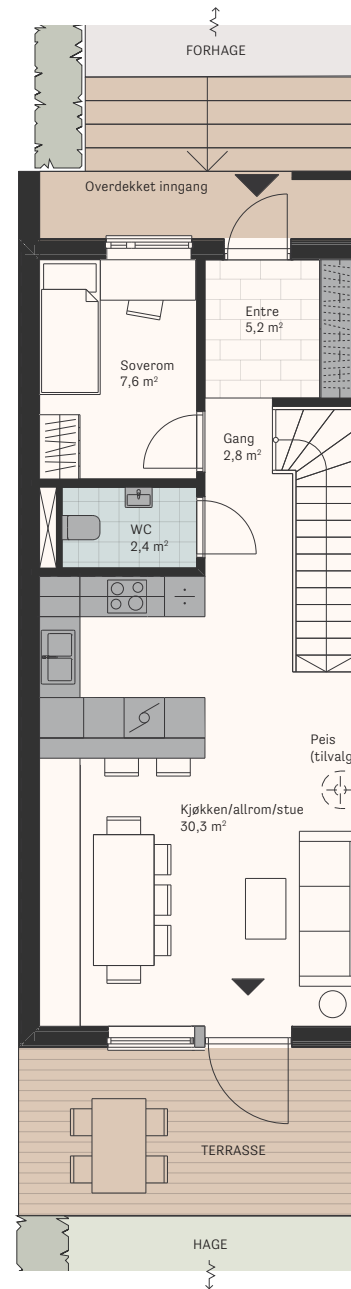 FORHAGE
Overdekket inngang
Entre
5,2 m²
Soverom
7,6 m²
Gang
2,8 m²
WC
2,4 m²
Peis
(tilvalg
Kjøkken/allrom/stue
30,3 m²
TERRASSE
HAGE